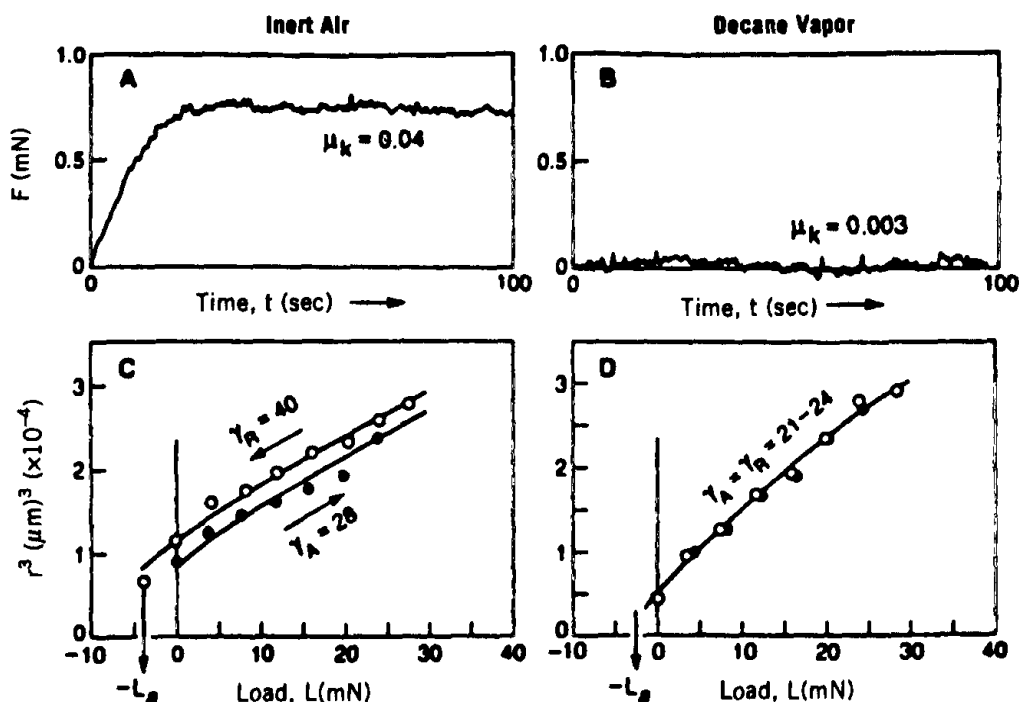 Inert Air
Decane Vapor
F (mN)
1.0
0.5
0
A
μk = 0.04
0
100
Time, t (sec)
1.0
0.5
0
B
μk = 0.003
0
100
Time, t (sec)
r³ (μm)³ (×10⁻⁴)
3
2
1
0
C
γR = 40
γA = 28
-10
0
10
20
30
40
-La
Load, L(mN)
3
2
1
0
D
γA = γR = 21-24
-10
0
10
20
30
40
Load, L(mN)